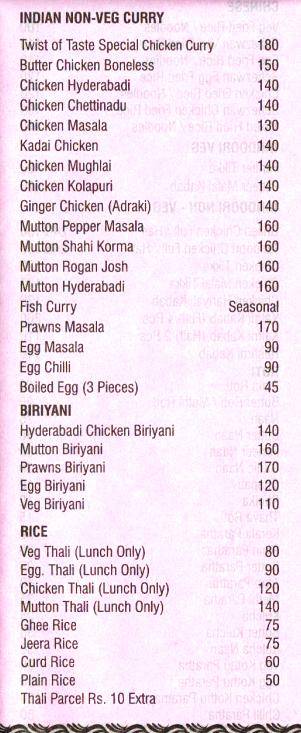 INDIAN NON-VEG CURRY
Twist of Taste Special Chicken Curry 180
Butter Chicken Boneless 150
Chicken Hyderabadi 140
Chicken Chettinadu 140
Chicken Masala 130
Kadai Chicken 140
Chicken Mughlai 140
Chicken Kolapuri 140
Ginger Chicken (Adraki) 140
Mutton Pepper Masala 160
Mutton Shahi Korma 160
Mutton Rogan Josh 160
Mutton Hyderabadi 160
Fish Curry Seasonal
Prawns Masala 170
Egg Masala 90
Egg Chilli 90
Boiled Egg (3 Pieces) 45
BIRIYANI
Hyderabadi Chicken Biriyani 140
Mutton Biriyani 160
Prawns Biriyani 170
Egg Biriyani 120
Veg Biriyani 110
RICE
Veg Thali (Lunch Only) 80
Egg. Thali (Lunch Only) 90
Chicken Thali (Lunch Only) 120
Mutton Thali (Lunch Only) 140
Ghee Rice 75
Jeera Rice 75
Curd Rice 60
Plain Rice 50
Thali Parcel Rs. 10 Extra